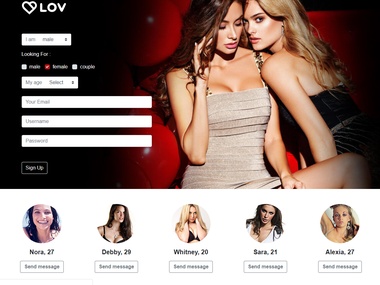 LOV
I am male
Looking For :
male female couple
My age Select
Your Email
Username
Password
Sign Up
Nora, 27 Debby, 29 Whitney, 20 Sara, 21 Alexia, 27
Send message Send message Send message Send message Send message